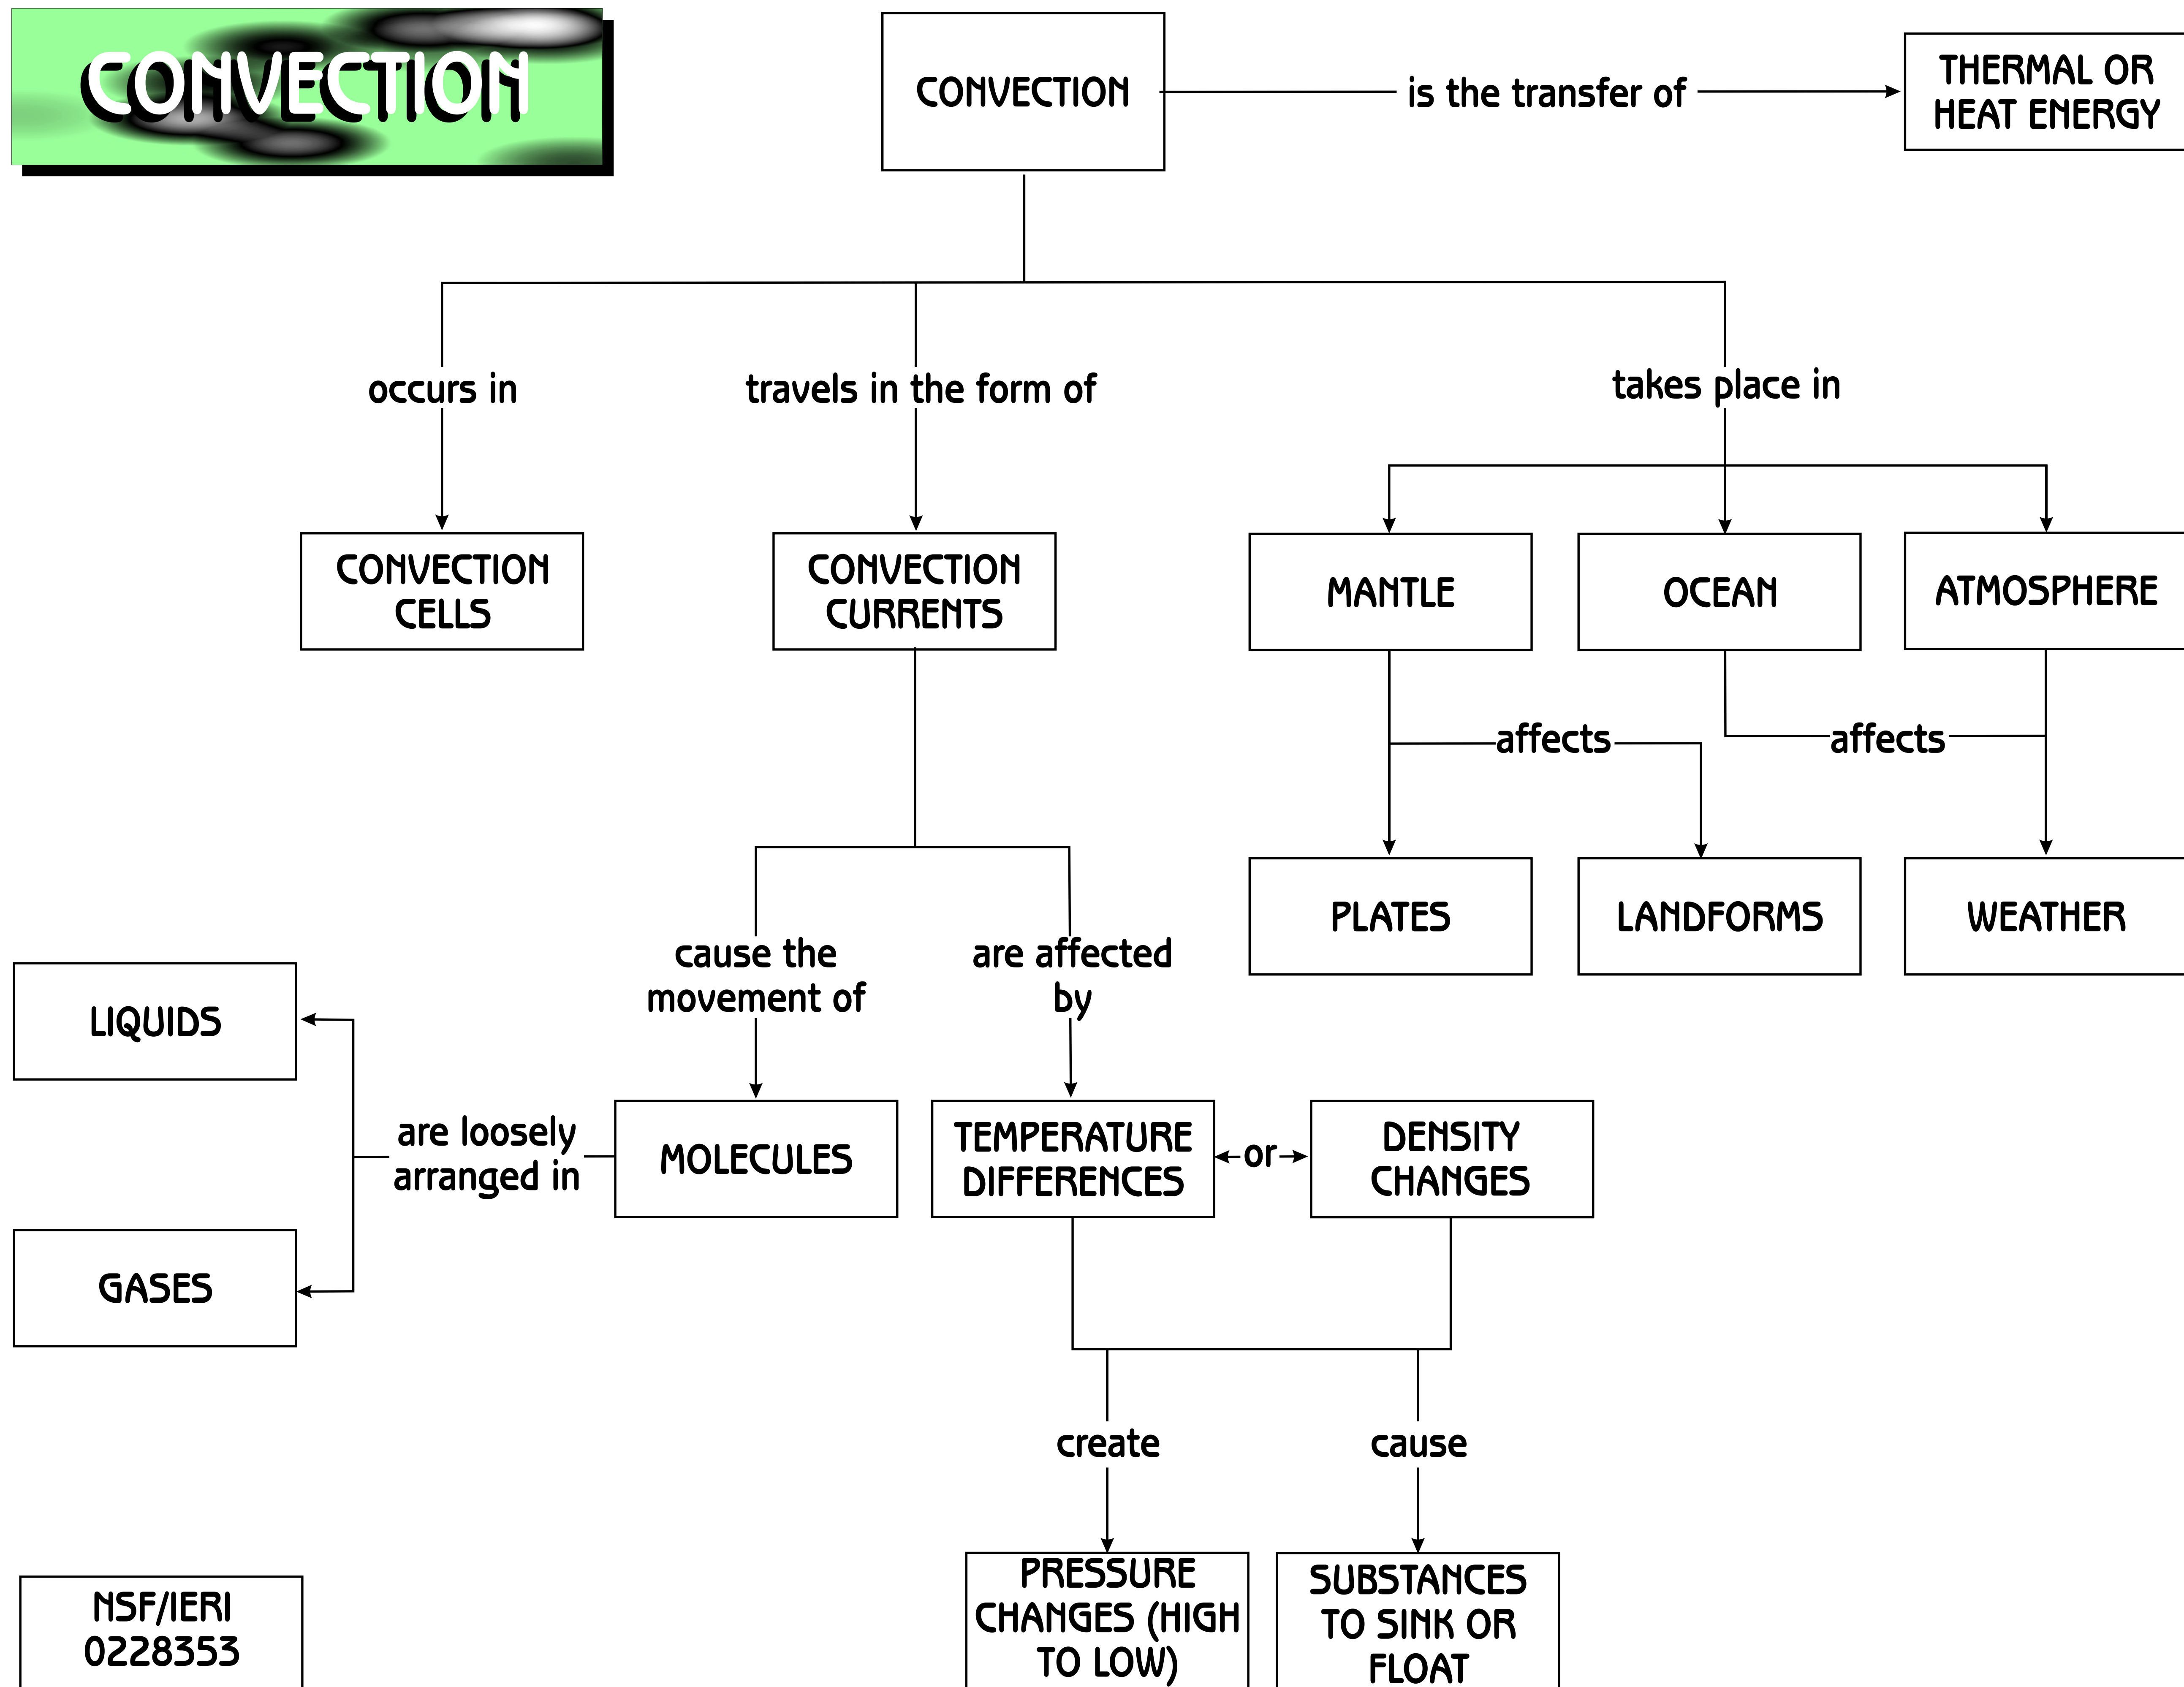 CONVECTION
CONVECTION
is the transfer of
THERMAL OR
HEAT ENERGY
occurs in
travels in the form of
takes place in
CONVECTION
CELLS
CONVECTION
CURRENTS
MANTLE
OCEAN
ATMOSPHERE
affects
affects
PLATES
LANDFORMS
WEATHER
cause the
movement of
are affected
by
LIQUIDS
are loosely
arranged in
MOLECULES
TEMPERATURE
DIFFERENCES
or
DENSITY
CHANGES
GASES
create
cause
PRESSURE
CHANGES (HIGH
TO LOW)
SUBSTANCES
TO SINK OR
FLOAT
NSF/IERI
0228353